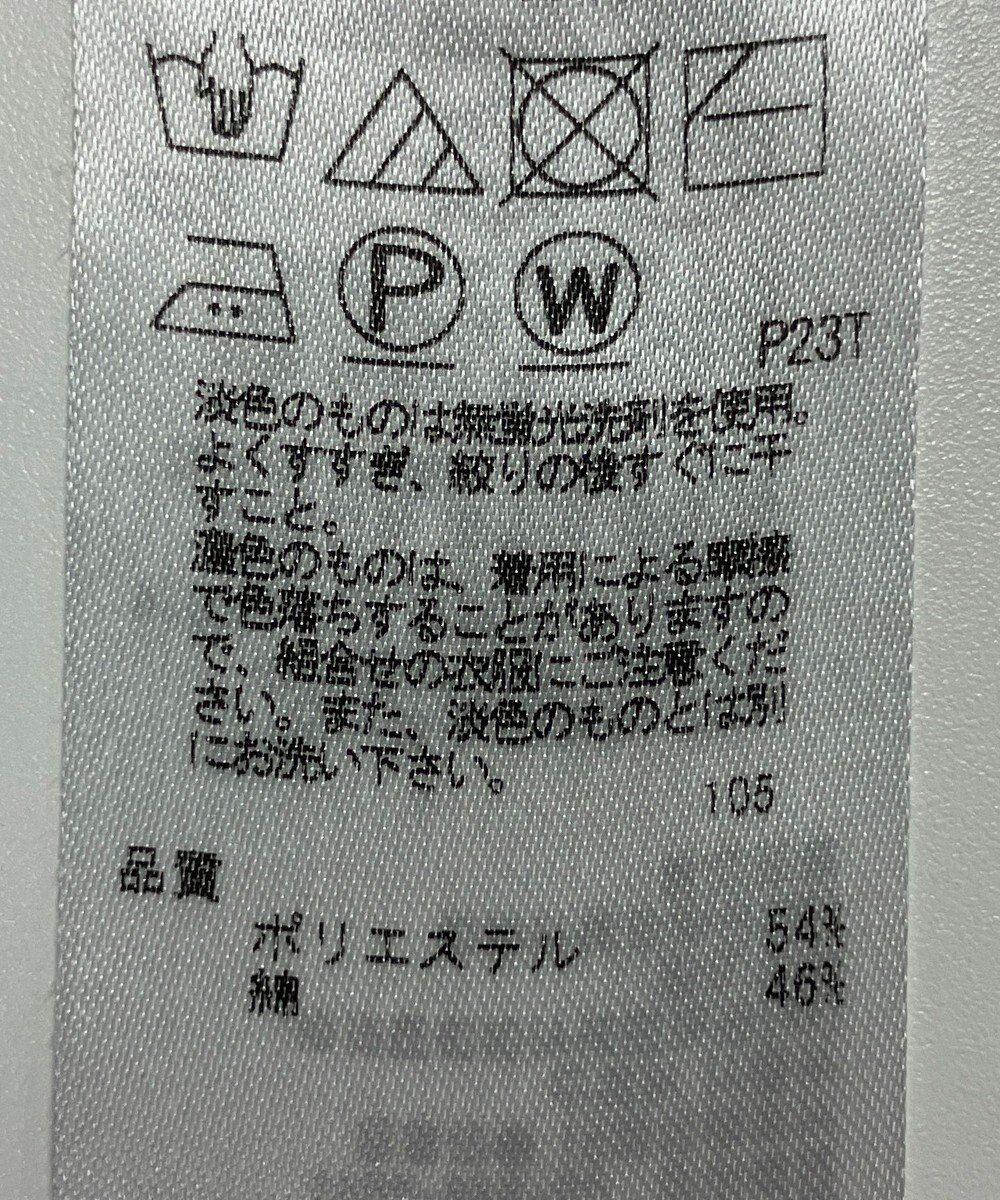 P
W
P23T
淡色のものは無蛍光洗剤を使用。
よくすすぎ、絞りの後すぐに干
すこと。
濃色のものは、着用による摩擦
で色落ちすることがありますの
で、組合せの衣服にご注意くだ
さい。また、淡色のものとは別
にお洗い下さい。
105
品質
ポリエステル 54%
綿 46%